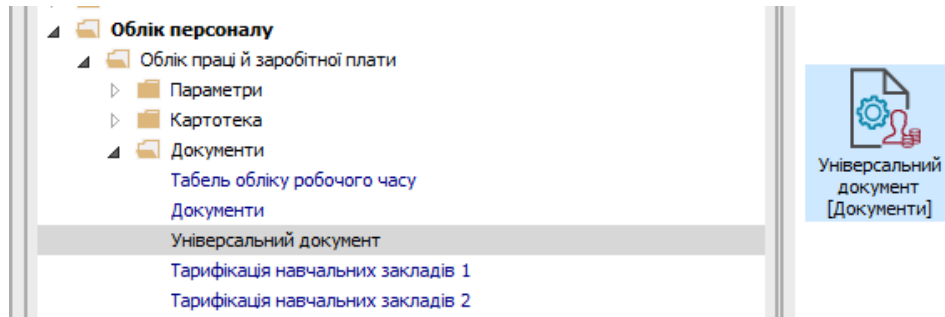 Облік персоналу
Облік праці й заробітної плати
Параметри
Картотека
Документи
Табель обліку робочого часу
Документи
Універсальний документ
Тарифікація навчальних закладів 1
Тарифікація навчальних закладів 2
Універсальний
документ
[Документи]